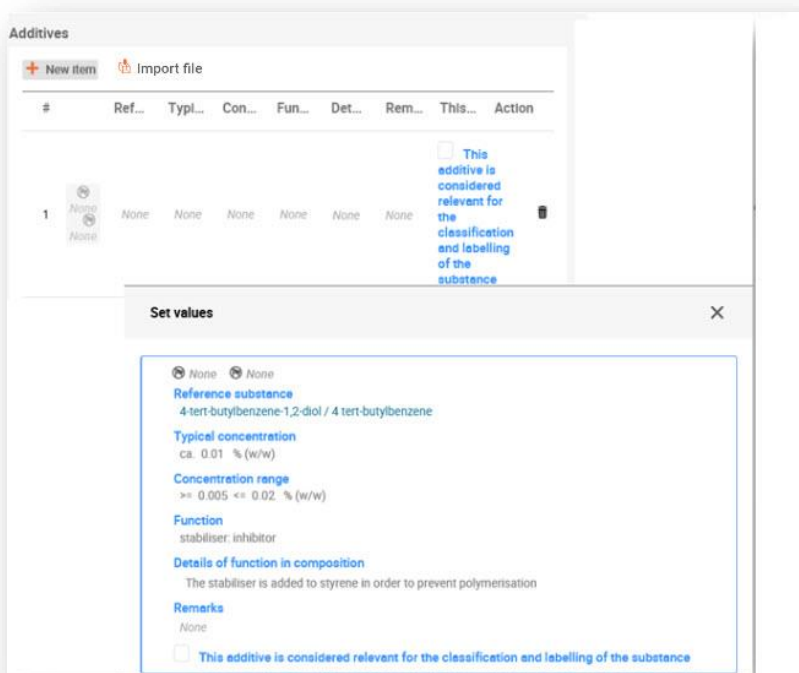 Additives
New item Import file
# Ref... Typi... Con... Fun... Det... Rem... This... Action
This
additive is
considered
relevant for
the
classification
and labelling
of the
substance
1 None None None None None None None None
Set values
None None
Reference substance
4-tert-butylbenzene-1,2-diol / 4 tert-butylbenzene
Typical concentration
ca. 0.01 % (w/w)
Concentration range
>= 0.005 <= 0.02 % (w/w)
Function
stabiliser: inhibitor
Details of function in composition
The stabiliser is added to styrene in order to prevent polymerisation
Remarks
None
This additive is considered relevant for the classification and labelling of the substance